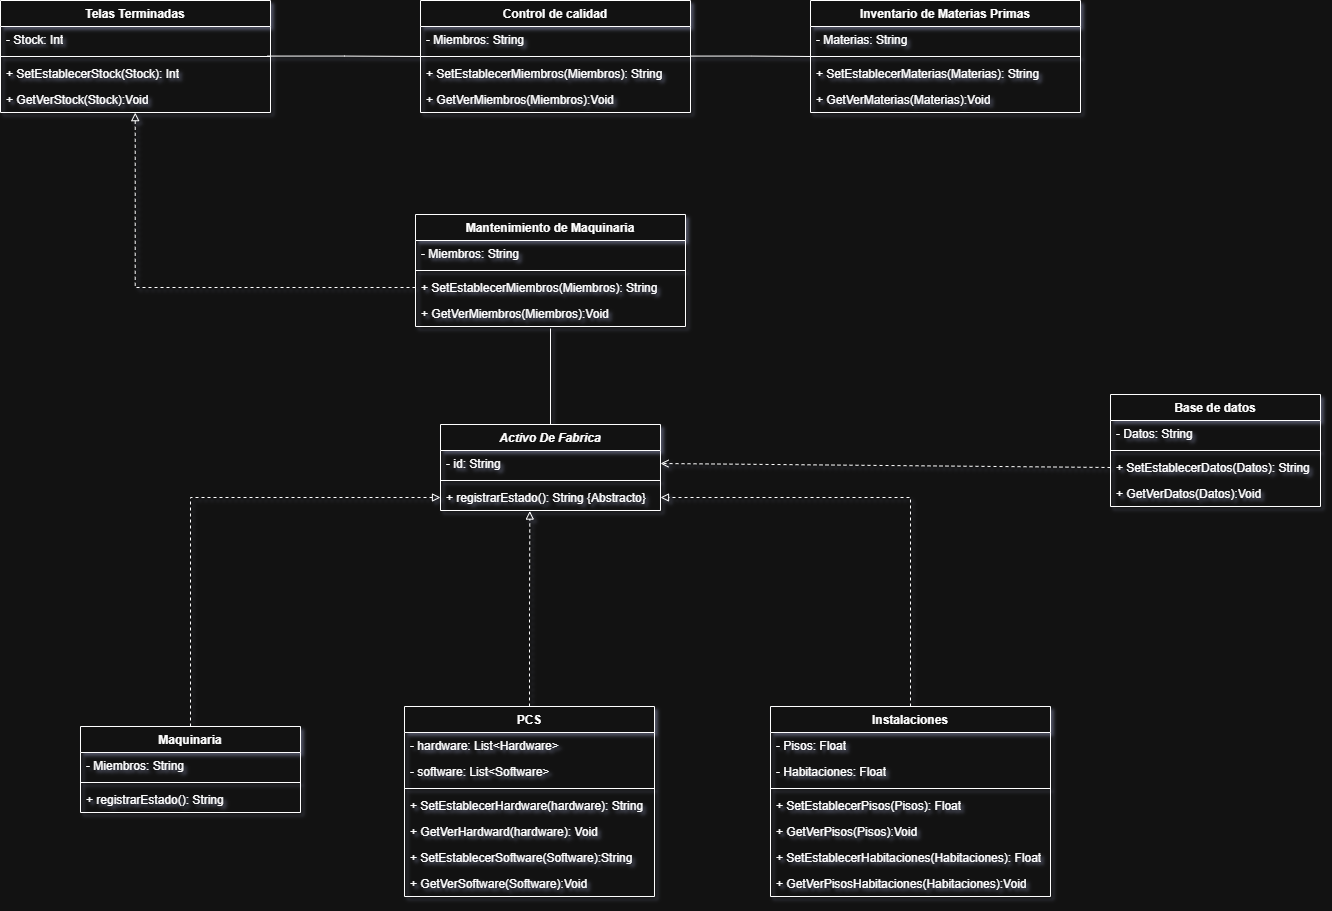 Telas Terminadas
- Stock: Int
+ SetEstablecerStock(Stock): Int
+ GetVerStock(Stock):Void
Control de calidad
- Miembros: String
+ SetEstablecerMiembros(Miembros): String
+ GetVerMiembros(Miembros):Void
Inventario de Materias Primas
- Materias: String
+ SetEstablecerMaterias(Materias): String
+ GetVerMaterias(Materias):Void
Mantenimiento de Maquinaria
- Miembros: String
+ SetEstablecerMiembros(Miembros): String
+ GetVerMiembros(Miembros):Void
Activo De Fabrica
- id: String
+ registrarEstado(): String {Abstracto}
Base de datos
- Datos: String
+ SetEstablecerDatos(Datos): String
+ GetVerDatos(Datos):Void
Maquinaria
- Miembros: String
+ registrarEstado(): String
PCS
- hardware: List<Hardware>
- software: List<Software>
+ SetEstablecerHardware(hardware): String
+ GetVerHardward(hardware): Void
+ SetEstablecerSoftware(Software):String
+ GetVerSoftware(Software):Void
Instalaciones
- Pisos: Float
- Habitaciones: Float
+ SetEstablecerPisos(Pisos): Float
+ GetVerPisos(Pisos):Void
+ SetEstablecerHabitaciones(Habitaciones): Float
+ GetVerPisosHabitaciones(Habitaciones):Void